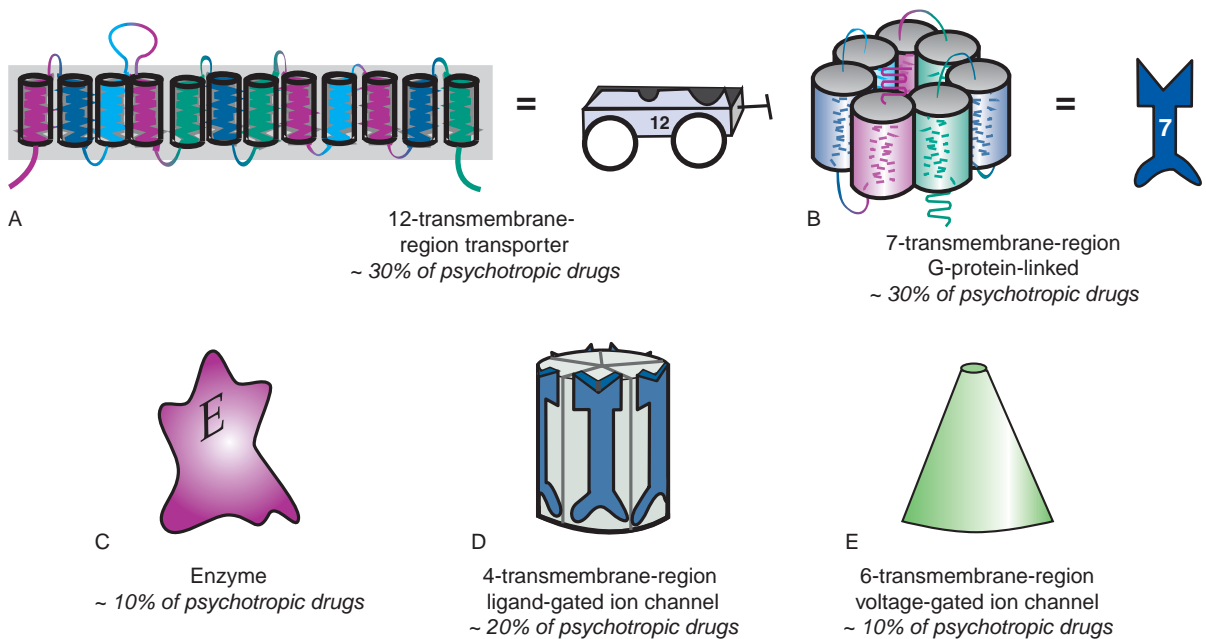 =
12
=
7
A
12-transmembrane-
region transporter
~ 30% of psychotropic drugs
B
7-transmembrane-region
G-protein-linked
~ 30% of psychotropic drugs
E
C
Enzyme
~ 10% of psychotropic drugs
D
4-transmembrane-region
ligand-gated ion channel
~ 20% of psychotropic drugs
E
6-transmembrane-region
voltage-gated ion channel
~ 10% of psychotropic drugs